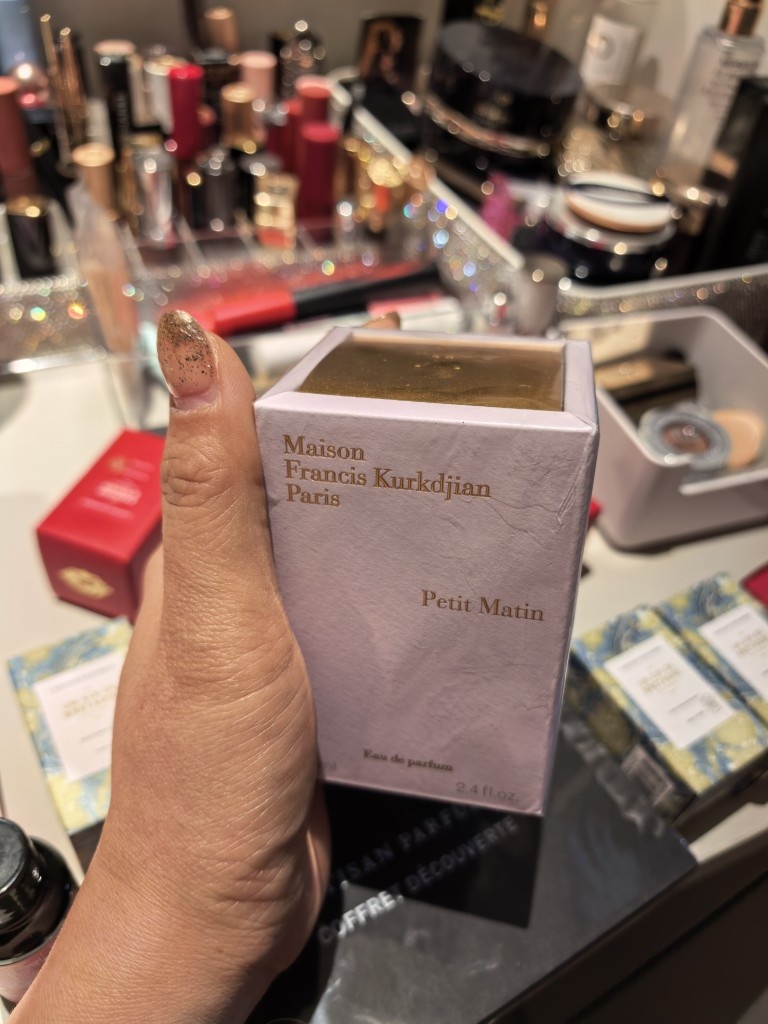 Maison
Francis Kurkdjian
Paris
Petit Matin
Eau de parfum
2.4 fl.oz.
COFFRET DÉCOUVERTE